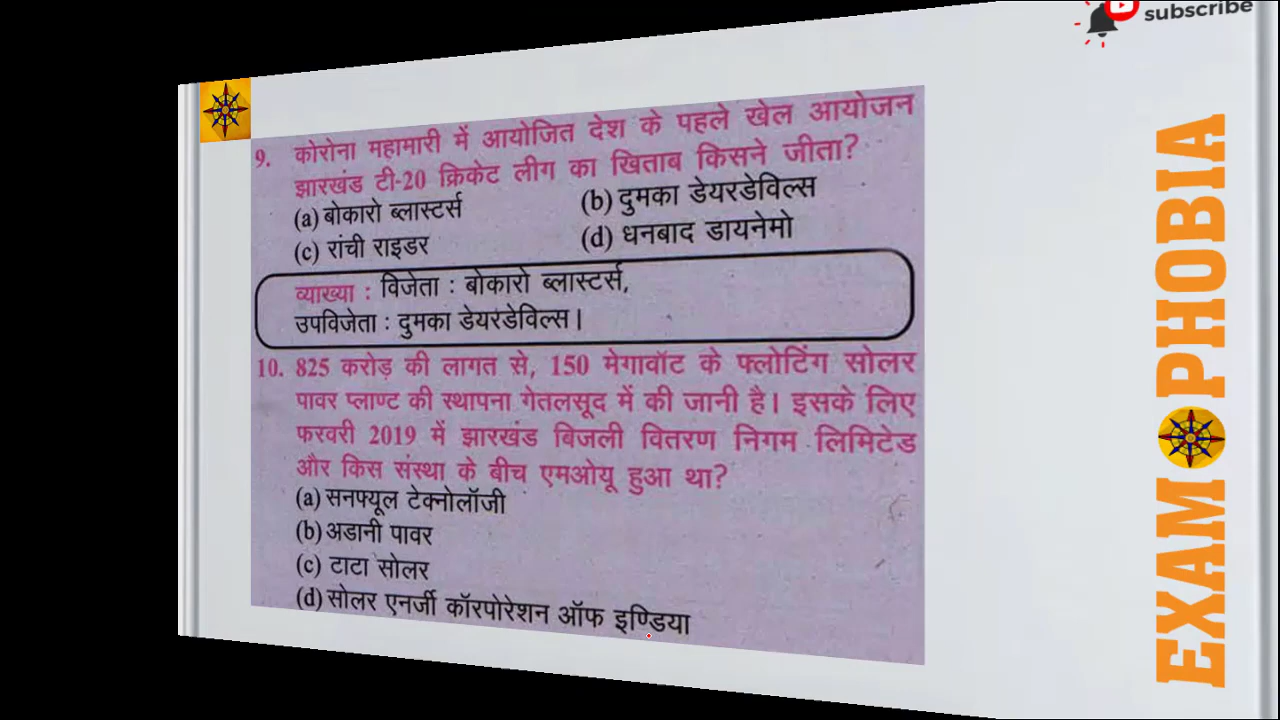 subscribe
9. कोरोना महामारी में आयोजित देश के पहले खेल आयोजन
झारखंड टी-20 क्रिकेट लीग का खिताब किसने जीता?
(a) बोकारो ब्लास्टर्स (b) दुमका डेयरडेविल्स
(c) रांची राइडर (d) धनबाद डायनेमो
व्याख्या : विजेता : बोकारो ब्लास्टर्स,
उपविजेता : दुमका डेयरडेविल्स।
10. 825 करोड़ की लागत से, 150 मेगावॉट के फ्लोटिंग सोलर
पावर प्लाण्ट की स्थापना गेतलसूद में की जानी है। इसके लिए
फरवरी 2019 में झारखंड बिजली वितरण निगम लिमिटेड
और किस संस्था के बीच एमओयू हुआ था?
(a) सनफ्यूल टेक्नोलॉजी
(b) अडानी पावर
(c) टाटा सोलर
(d) सोलर एनर्जी कॉरपोरेशन ऑफ इण्डिया
EXAM PHOBIA